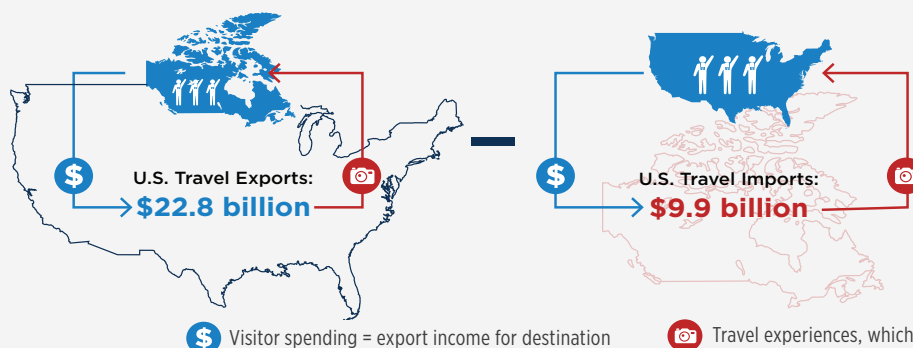 U.S. Travel Exports:
$22.8 billion
U.S. Travel Imports:
$9.9 billion
$
$
$ Visitor spending = export income for destination
Travel experiences, which